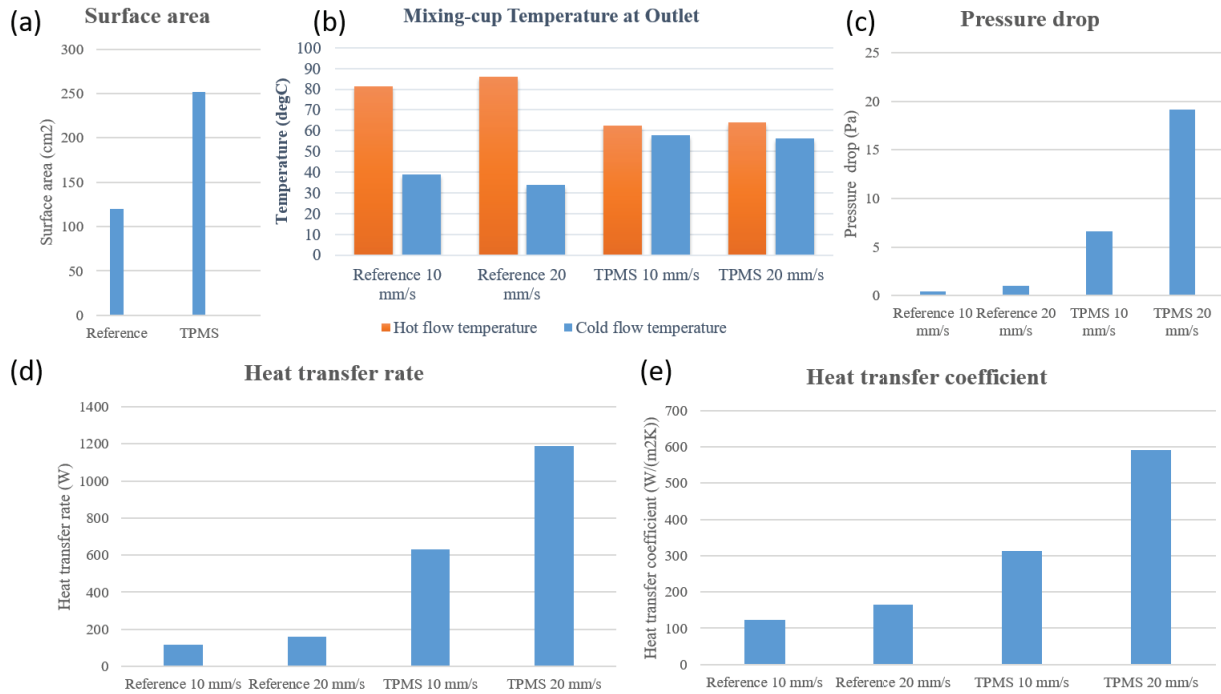 (a)
Surface area
300
250
200
150
100
50
0
Surface area (cm2)
Reference
TPMS
(b)
Mixing-cup Temperature at Outlet
100
90
80
70
60
50
40
30
20
10
0
Temperature (degC)
Reference 10
mm/s
Reference 20
mm/s
TPMS 10 mm/s
TPMS 20 mm/s
Hot flow temperature
Cold flow temperature
(c)
Pressure drop
25
20
15
10
5
0
Pressure drop (Pa)
Reference 10
mm/s
Reference 20
mm/s
TPMS 10
mm/s
TPMS 20
mm/s
(d)
Heat transfer rate
1400
1200
1000
800
600
400
200
0
Heat transfer rate (W)
Reference 10 mm/s
Reference 20 mm/s
TPMS 10 mm/s
TPMS 20 mm/s
(e)
Heat transfer coefficient
700
600
500
400
300
200
100
0
Heat transfer coefficient (W/(m2K))
Reference 10 mm/s
Reference 20 mm/s
TPMS 10 mm/s
TPMS 20 mm/s